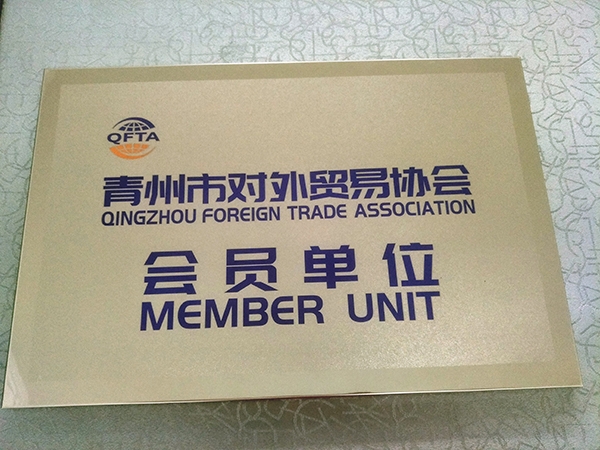 QFTA
青州市对外贸易协会
QINGZHOU FOREIGN TRADE ASSOCIATION
会员单位
MEMBER UNIT